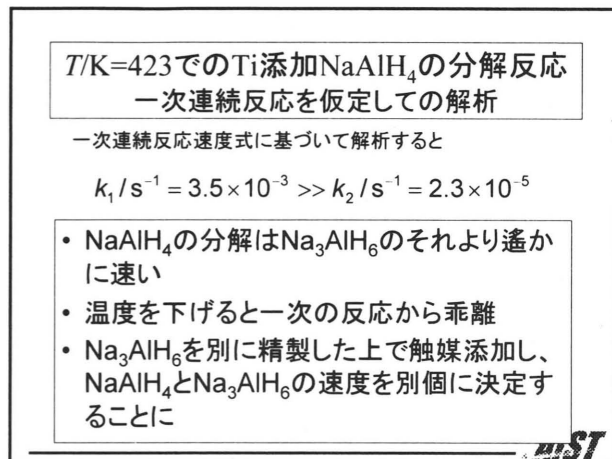 T/K=423でのTi添加NaAlH₄の分解反応
一次連続反応を仮定しての解析
一次連続反応速度式に基づいて解析すると
k₁/s⁻¹ = 3.5×10⁻³ >> k₂/s⁻¹ = 2.3×10⁻⁵
• NaAlH₄の分解はNa₃AlH₆のそれより遙か
に速い
• 温度を下げると一次の反応から乖離
• Na₃AlH₆を別に精製した上で触媒添加し、
NaAlH₄とNa₃AlH₆の速度を別個に決定す
ることに
AIST